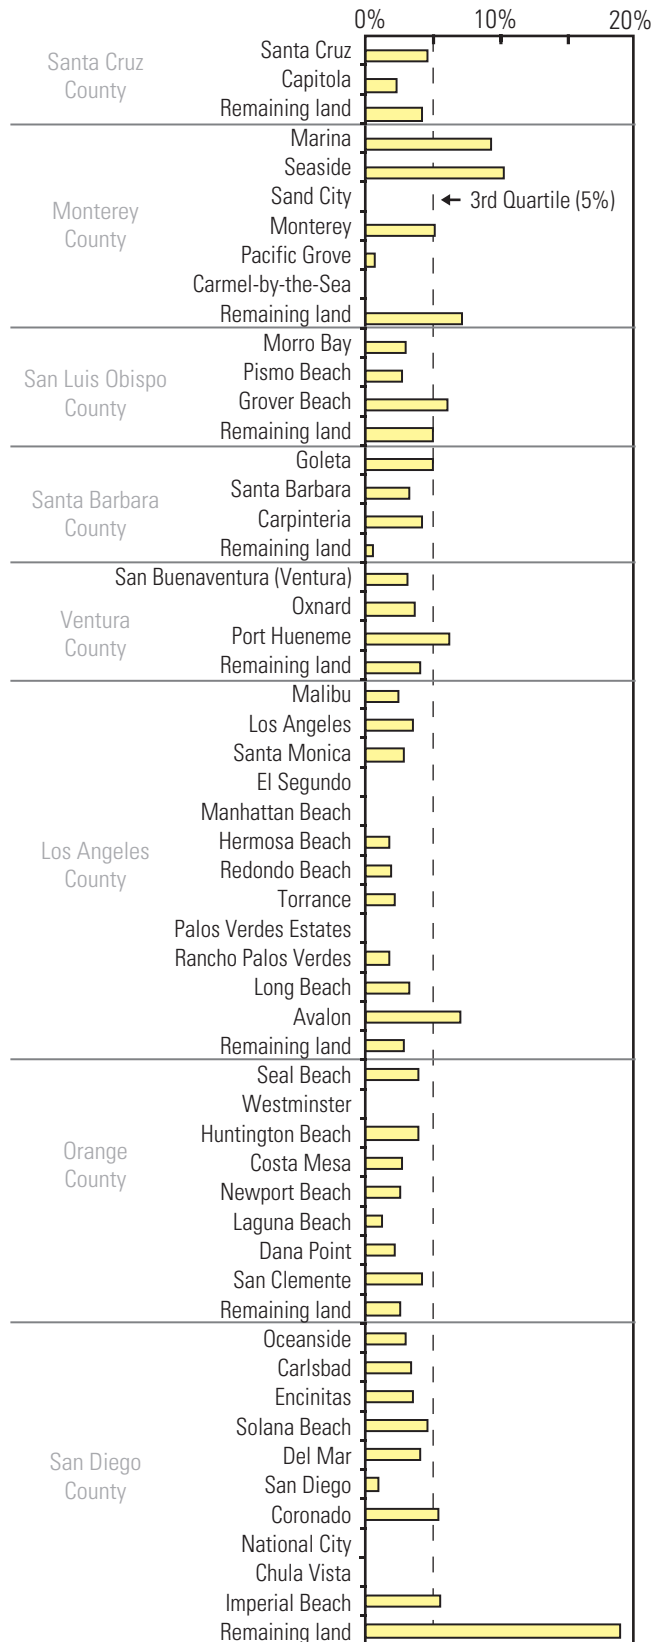 0%
10%
20%
Santa Cruz
County
Santa Cruz
Capitola
Remaining land
Monterey
County
Marina
Seaside
Sand City
3rd Quartile (5%)
Monterey
Pacific Grove
Carmel-by-the-Sea
Remaining land
San Luis Obispo
County
Morro Bay
Pismo Beach
Grover Beach
Remaining land
Santa Barbara
County
Goleta
Santa Barbara
Carpinteria
Remaining land
Ventura
County
San Buenaventura (Ventura)
Oxnard
Port Hueneme
Remaining land
Los Angeles
County
Malibu
Los Angeles
Santa Monica
El Segundo
Manhattan Beach
Hermosa Beach
Redondo Beach
Torrance
Palos Verdes Estates
Rancho Palos Verdes
Long Beach
Avalon
Remaining land
Orange
County
Seal Beach
Westminster
Huntington Beach
Costa Mesa
Newport Beach
Laguna Beach
Dana Point
San Clemente
Remaining land
San Diego
County
Oceanside
Carlsbad
Encinitas
Solana Beach
Del Mar
San Diego
Coronado
National City
Chula Vista
Imperial Beach
Remaining land